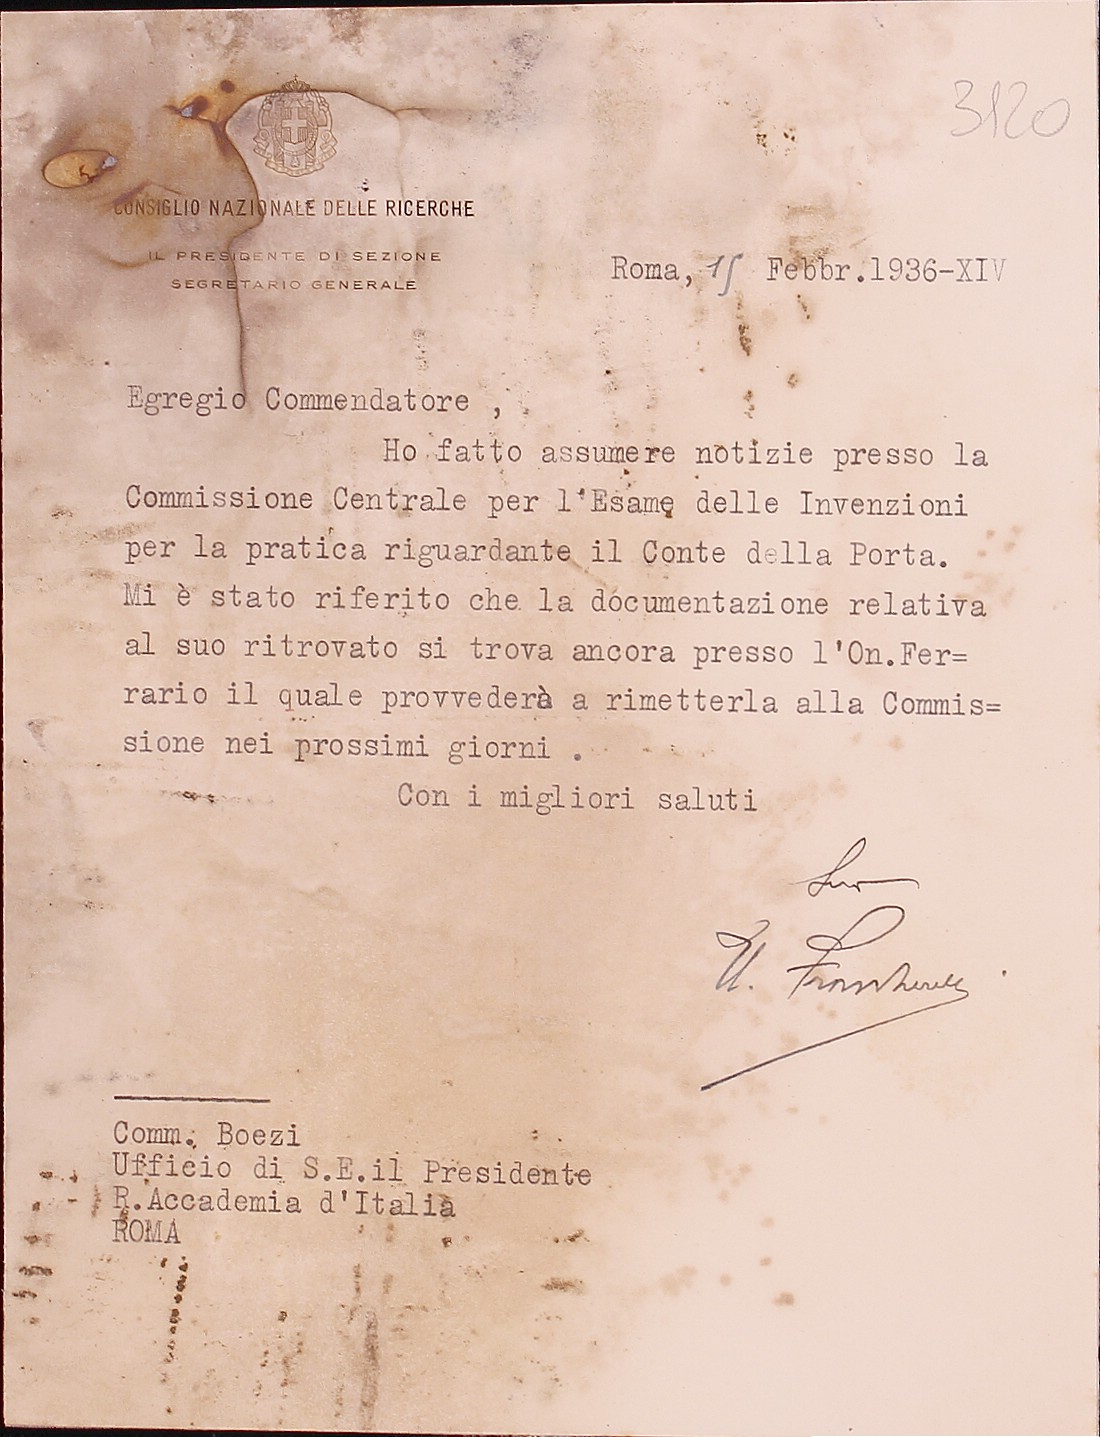 3120
CONSIGLIO NAZIONALE DELLE RICERCHE
IL PRESIDENTE DI SEZIONE
SEGRETARIO GENERALE
Roma, 15 Febbr.1936-XIV
Egregio Commendatore ,
Ho fatto assumere notizie presso la
Commissione Centrale per l'Esame delle Invenzioni
per la pratica riguardante il Conte della Porta.
Mi è stato riferito che la documentazione relativa
al suo ritrovato si trova ancora presso l'On.Fer=
rario il quale provvederà a rimetterla alla Commis=
sione nei prossimi giorni .
Con i migliori saluti
Suo
U.
Comm. Boezi
Ufficio di S.E.il Presidente
R.Accademia d'Italia
ROMA